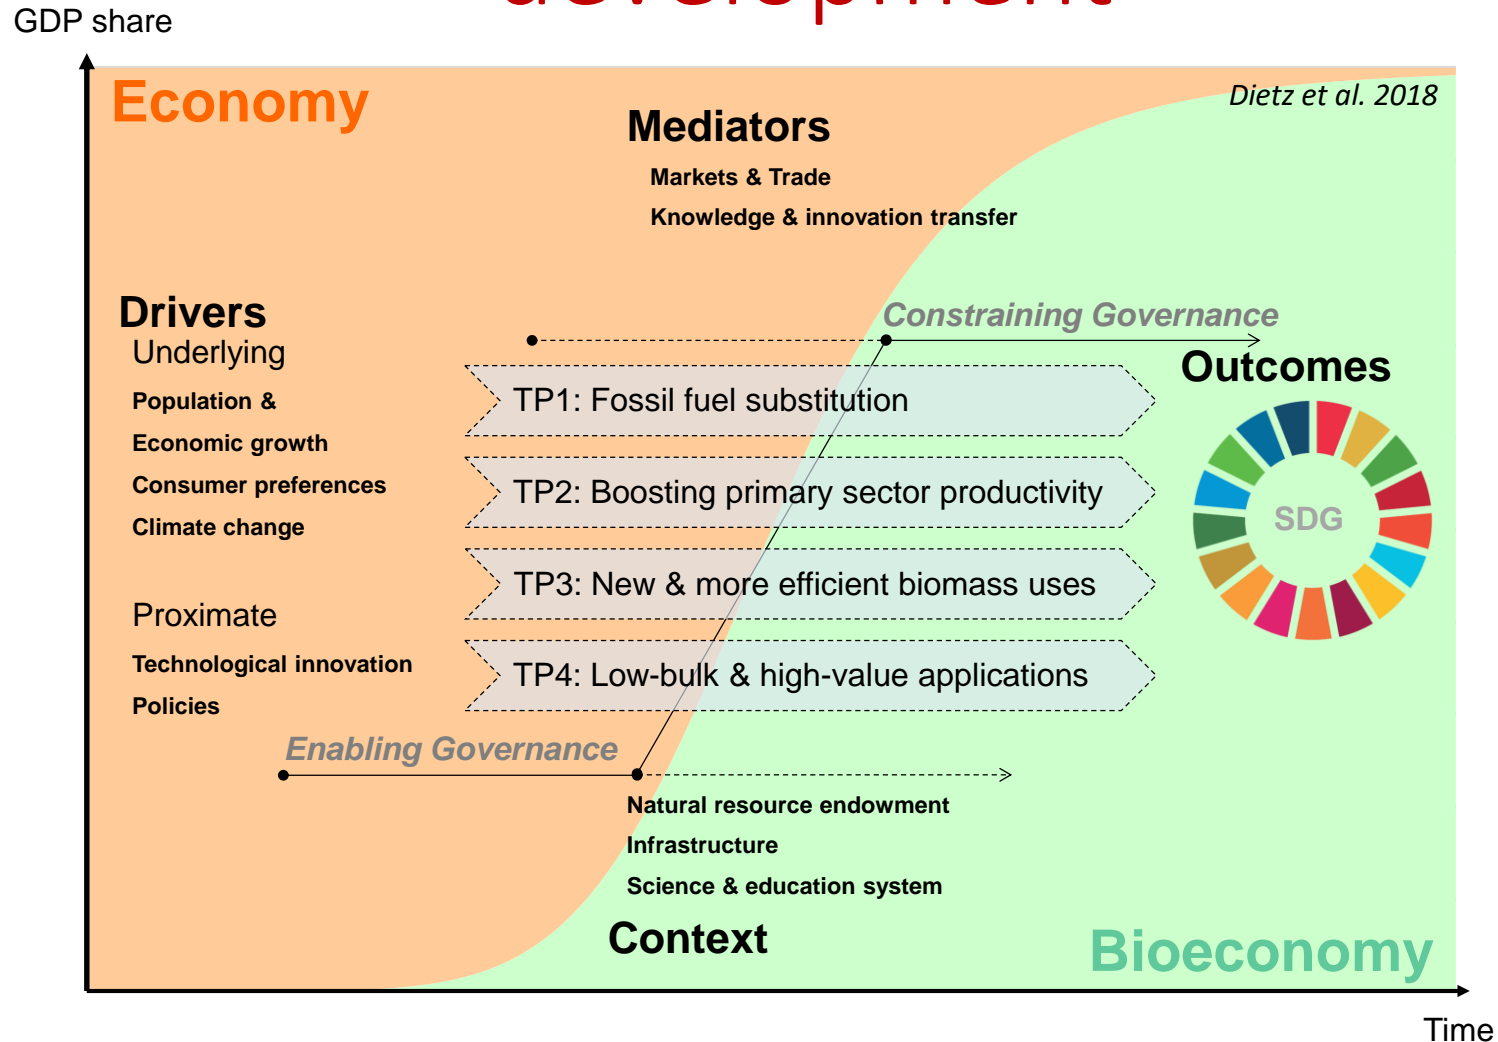 development
GDP share
Economy
Dietz et al. 2018
Mediators
Markets & Trade
Knowledge & innovation transfer
Drivers
Underlying
Population &
Economic growth
Consumer preferences
Climate change
Proximate
Technological innovation
Policies
Constraining Governance
Outcomes
SDG
TP1: Fossil fuel substitution
TP2: Boosting primary sector productivity
TP3: New & more efficient biomass uses
TP4: Low-bulk & high-value applications
Enabling Governance
Natural resource endowment
Infrastructure
Science & education system
Context
Bioeconomy
Time